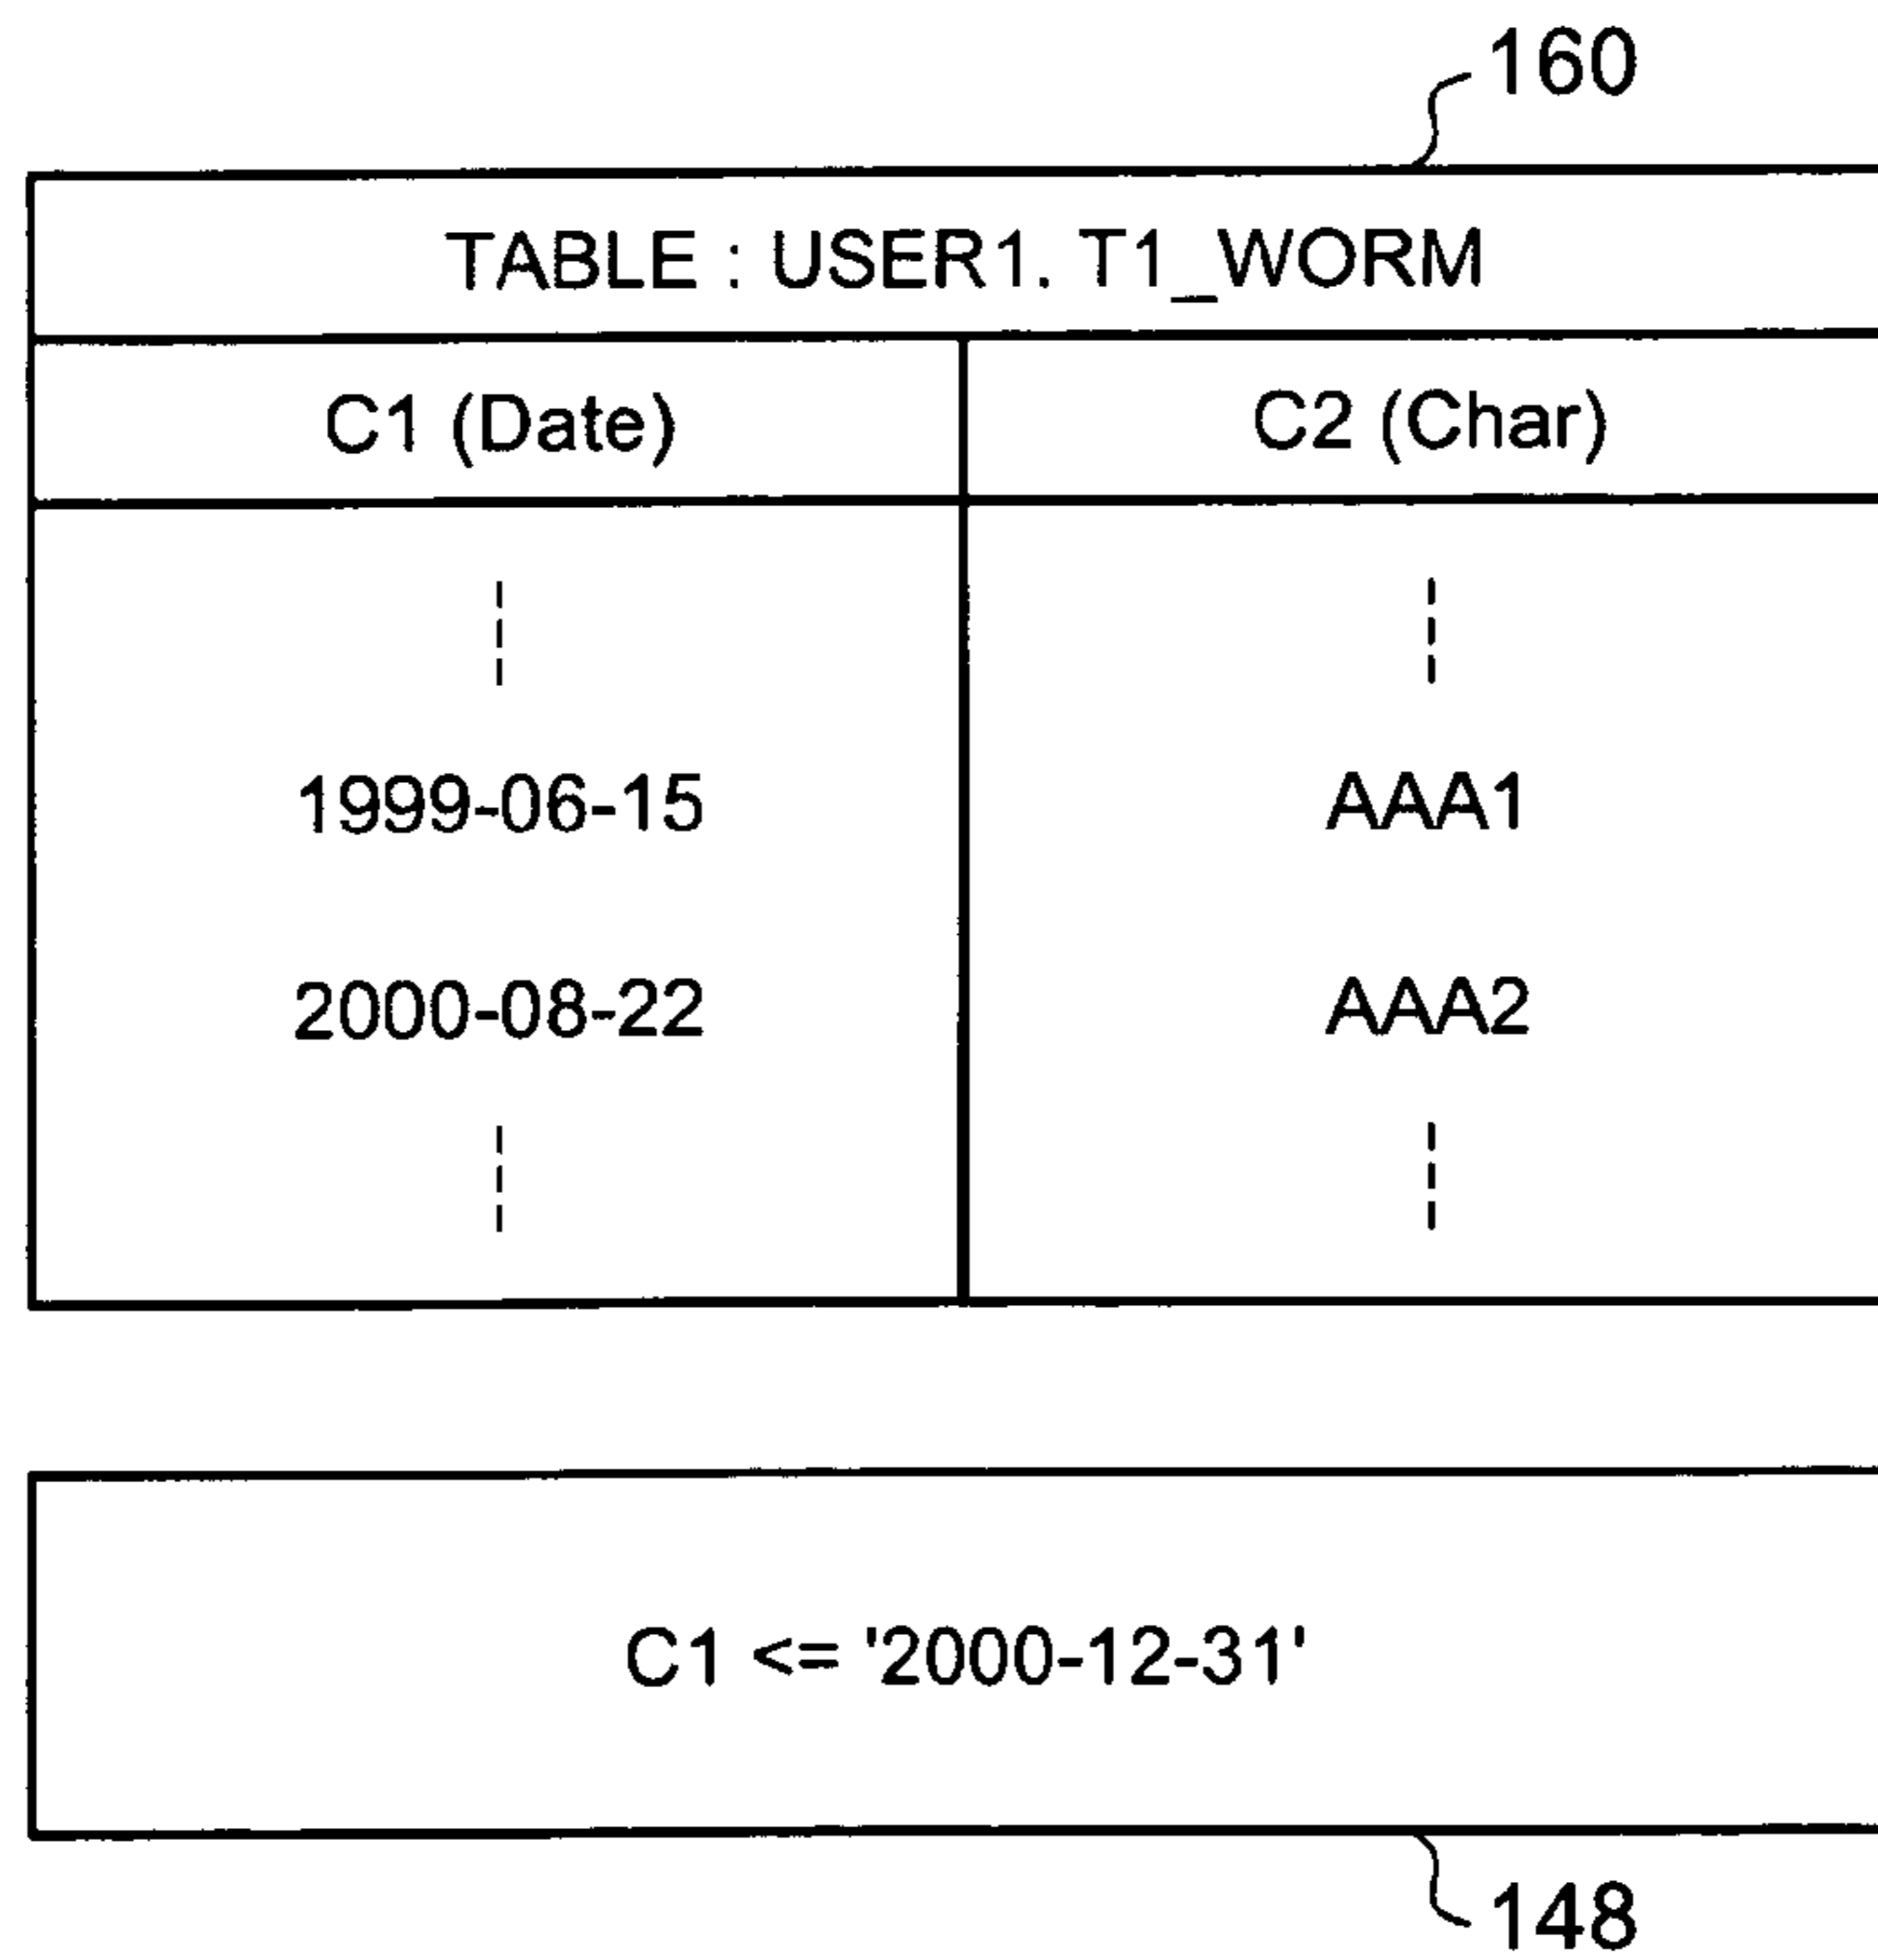 160
TABLE : USER1. T1_WORM
C1 (Date) C2 (Char)
1999-06-15 AAA1
2000-08-22 AAA2
C1 <= '2000-12-31'
148